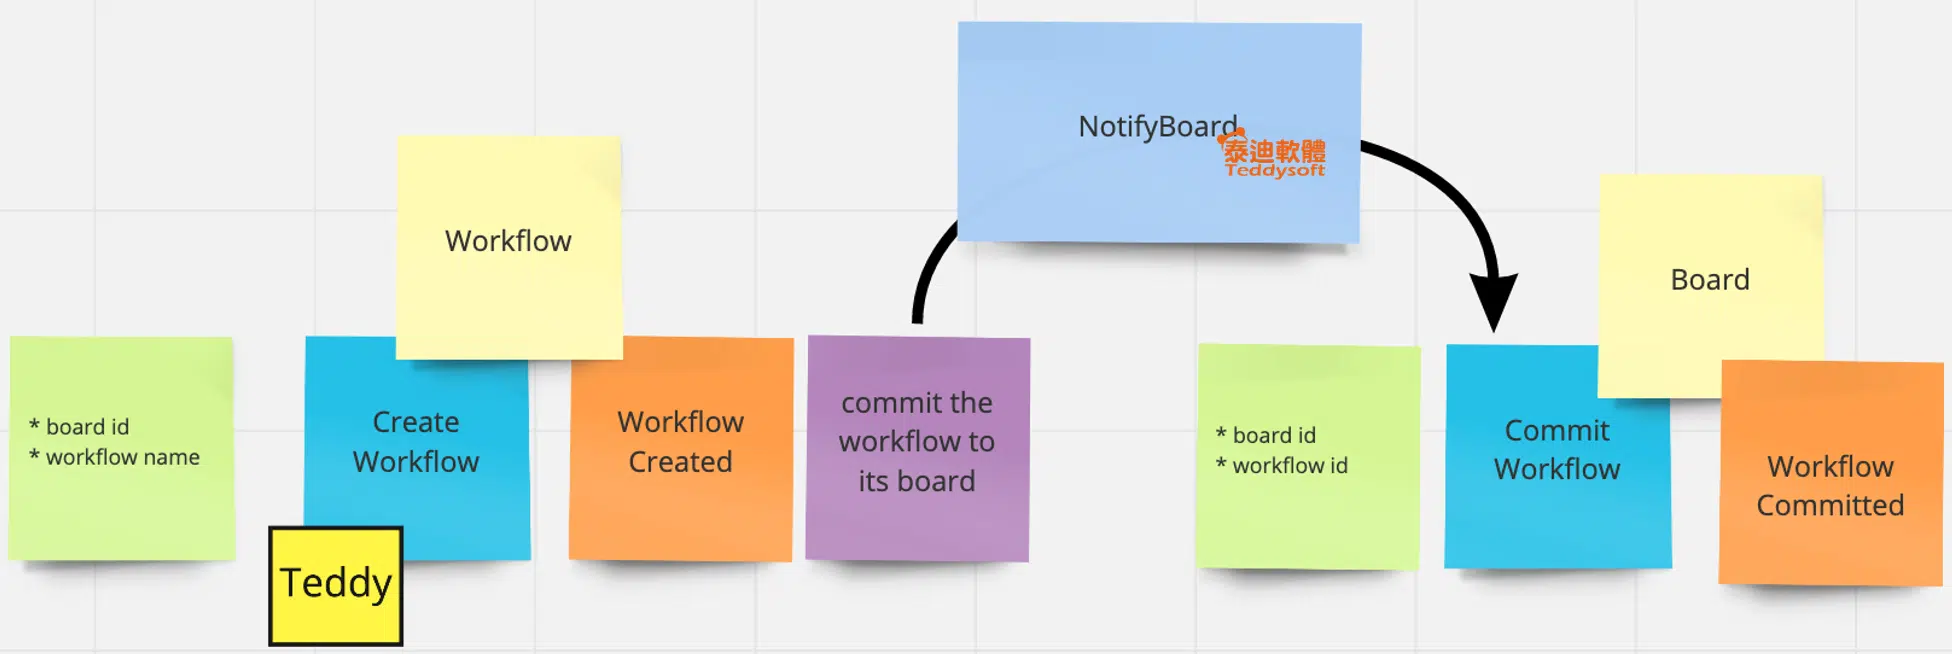 NotifyBoard
泰迪軟體
Teddysoft
Workflow
Board
* board id
* workflow name
Create
Workflow
Teddy
Workflow
Created
commit the
workflow to
its board
* board id
* workflow id
Commit
Workflow
Workflow
Committed